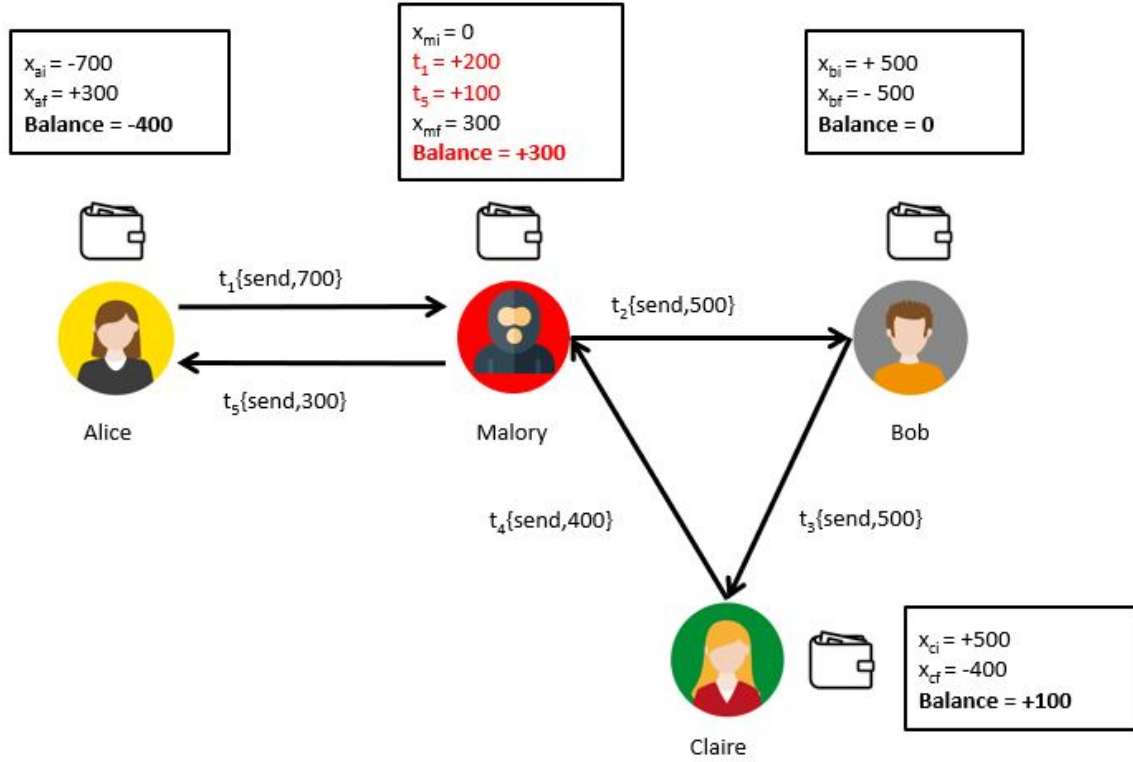 x_ai = -700
x_af = +300
Balance = -400
x_mi = 0
t_1 = +200
t_5 = +100
x_mf = 300
Balance = +300
x_bi = + 500
x_bf = - 500
Balance = 0
t_1{send,700}
t_2{send,500}
t_5{send,300}
Alice
Malory
Bob
t_4{send,400}
t_3{send,500}
x_ci = +500
x_cf = -400
Balance = +100
Claire